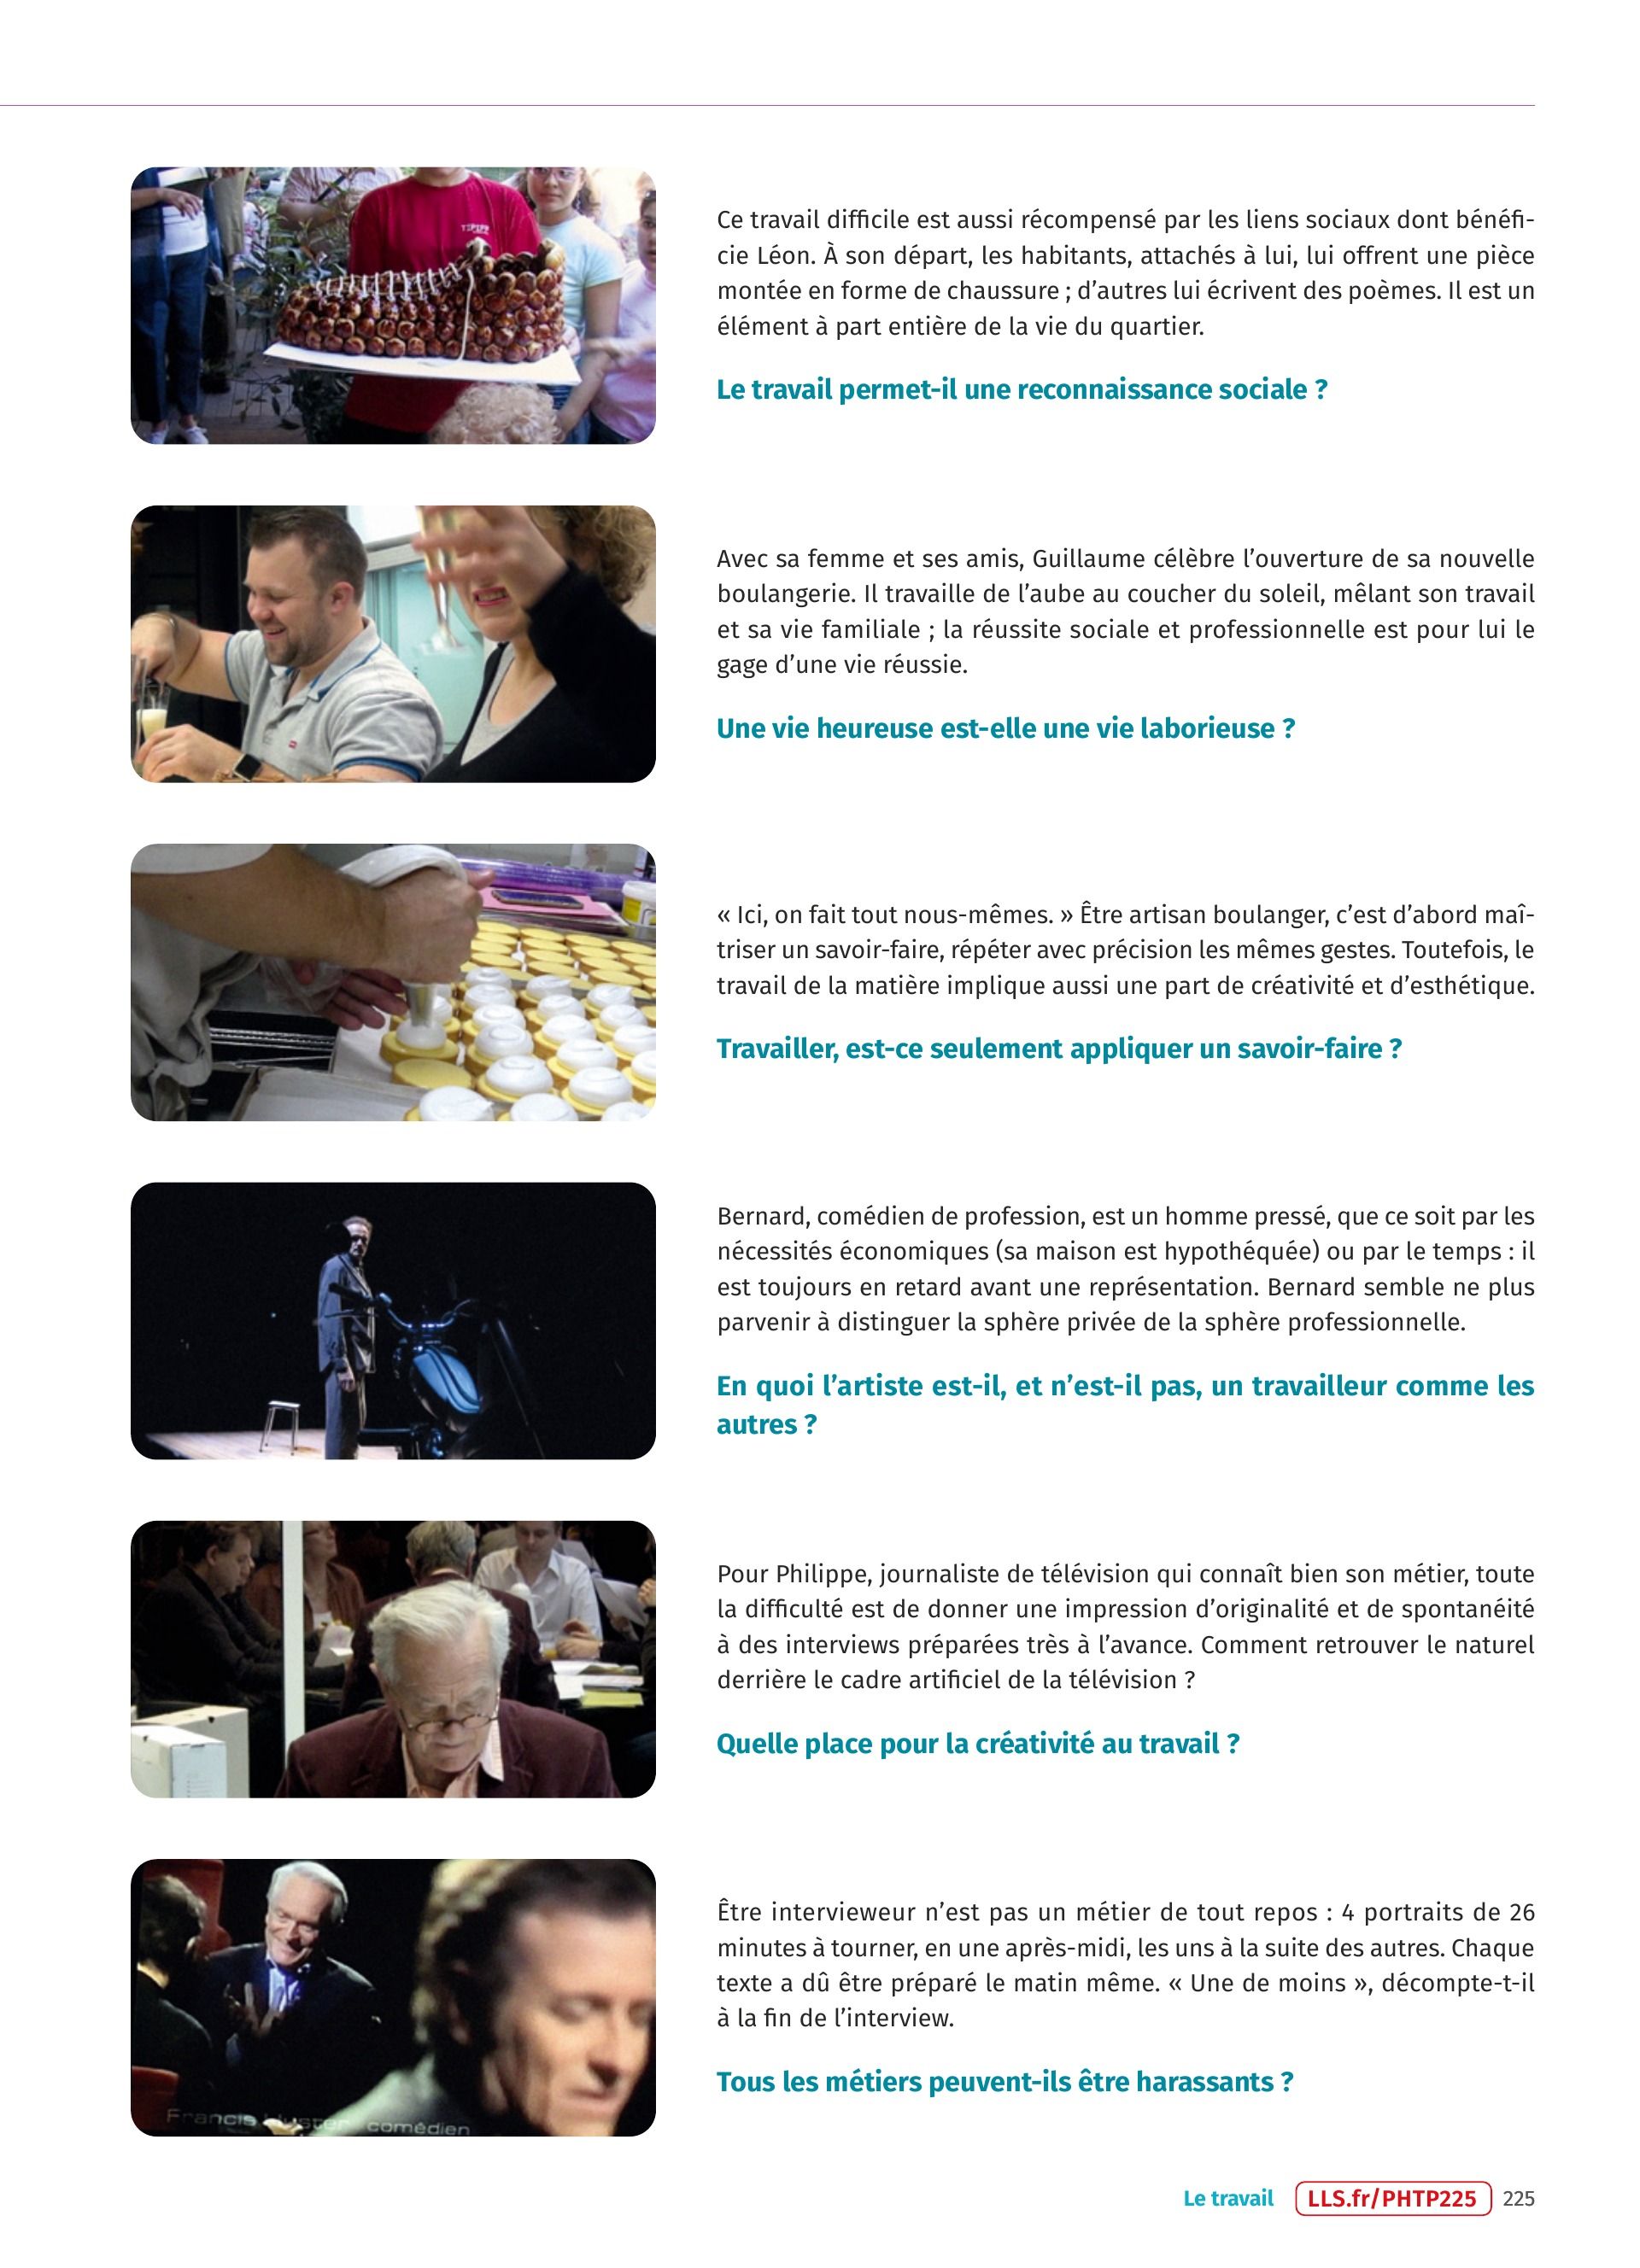 Ce travail difficile est aussi récompensé par les liens sociaux dont bénéfi-
cie Léon. À son départ, les habitants, attachés à lui, lui offrent une pièce
montée en forme de chaussure ; d’autres lui écrivent des poèmes. Il est un
élément à part entière de la vie du quartier.
Le travail permet-il une reconnaissance sociale ?
Avec sa femme et ses amis, Guillaume célèbre l’ouverture de sa nouvelle
boulangerie. Il travaille de l’aube au coucher du soleil, mêlant son travail
et sa vie familiale ; la réussite sociale et professionnelle est pour lui le
gage d’une vie réussie.
Une vie heureuse est-elle une vie laborieuse ?
« Ici, on fait tout nous-mêmes. » Être artisan boulanger, c’est d’abord maî-
triser un savoir-faire, répéter avec précision les mêmes gestes. Toutefois, le
travail de la matière implique aussi une part de créativité et d’esthétique.
Travailler, est-ce seulement appliquer un savoir-faire ?
Bernard, comédien de profession, est un homme pressé, que ce soit par les
nécessités économiques (sa maison est hypothéquée) ou par le temps : il
est toujours en retard avant une représentation. Bernard semble ne plus
parvenir à distinguer la sphère privée de la sphère professionnelle.
En quoi l’artiste est-il, et n’est-il pas, un travailleur comme les
autres ?
Pour Philippe, journaliste de télévision qui connaît bien son métier, toute
la difficulté est de donner une impression d’originalité et de spontanéité
à des interviews préparées très à l’avance. Comment retrouver le naturel
derrière le cadre artificiel de la télévision ?
Quelle place pour la créativité au travail ?
Être intervieweur n’est pas un métier de tout repos : 4 portraits de 26
minutes à tourner, en une après-midi, les uns à la suite des autres. Chaque
texte a dû être préparé le matin même. « Une de moins », décompte-t-il
à la fin de l’interview.
Tous les métiers peuvent-ils être harassants ?
Francis Huster comédien
Le travail LLS.fr/PHTP225 225